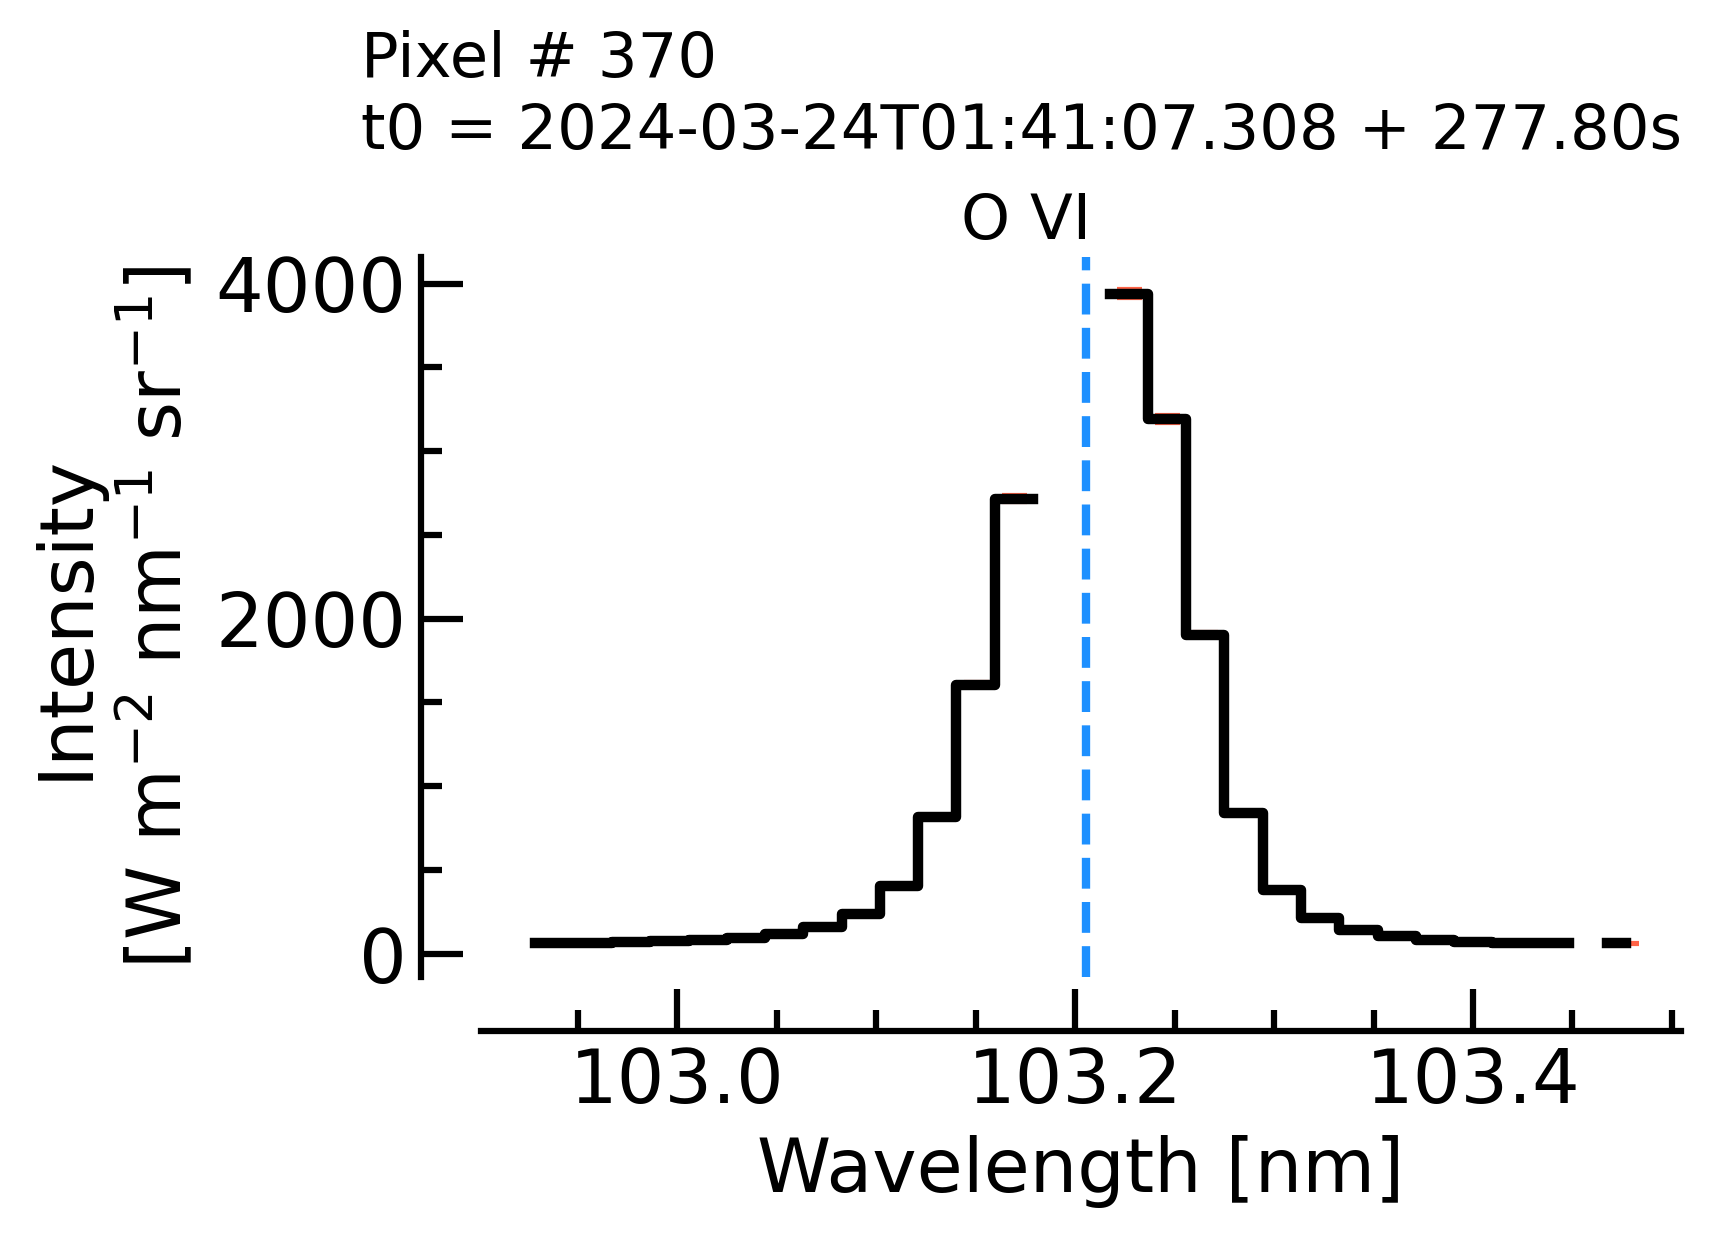 Pixel # 370
t0 = 2024-03-24T01:41:07.308 + 277.80s
O VI
Intensity
[W m⁻² nm⁻¹ sr⁻¹]
4000
2000
0
103.0 103.2 103.4
Wavelength [nm]